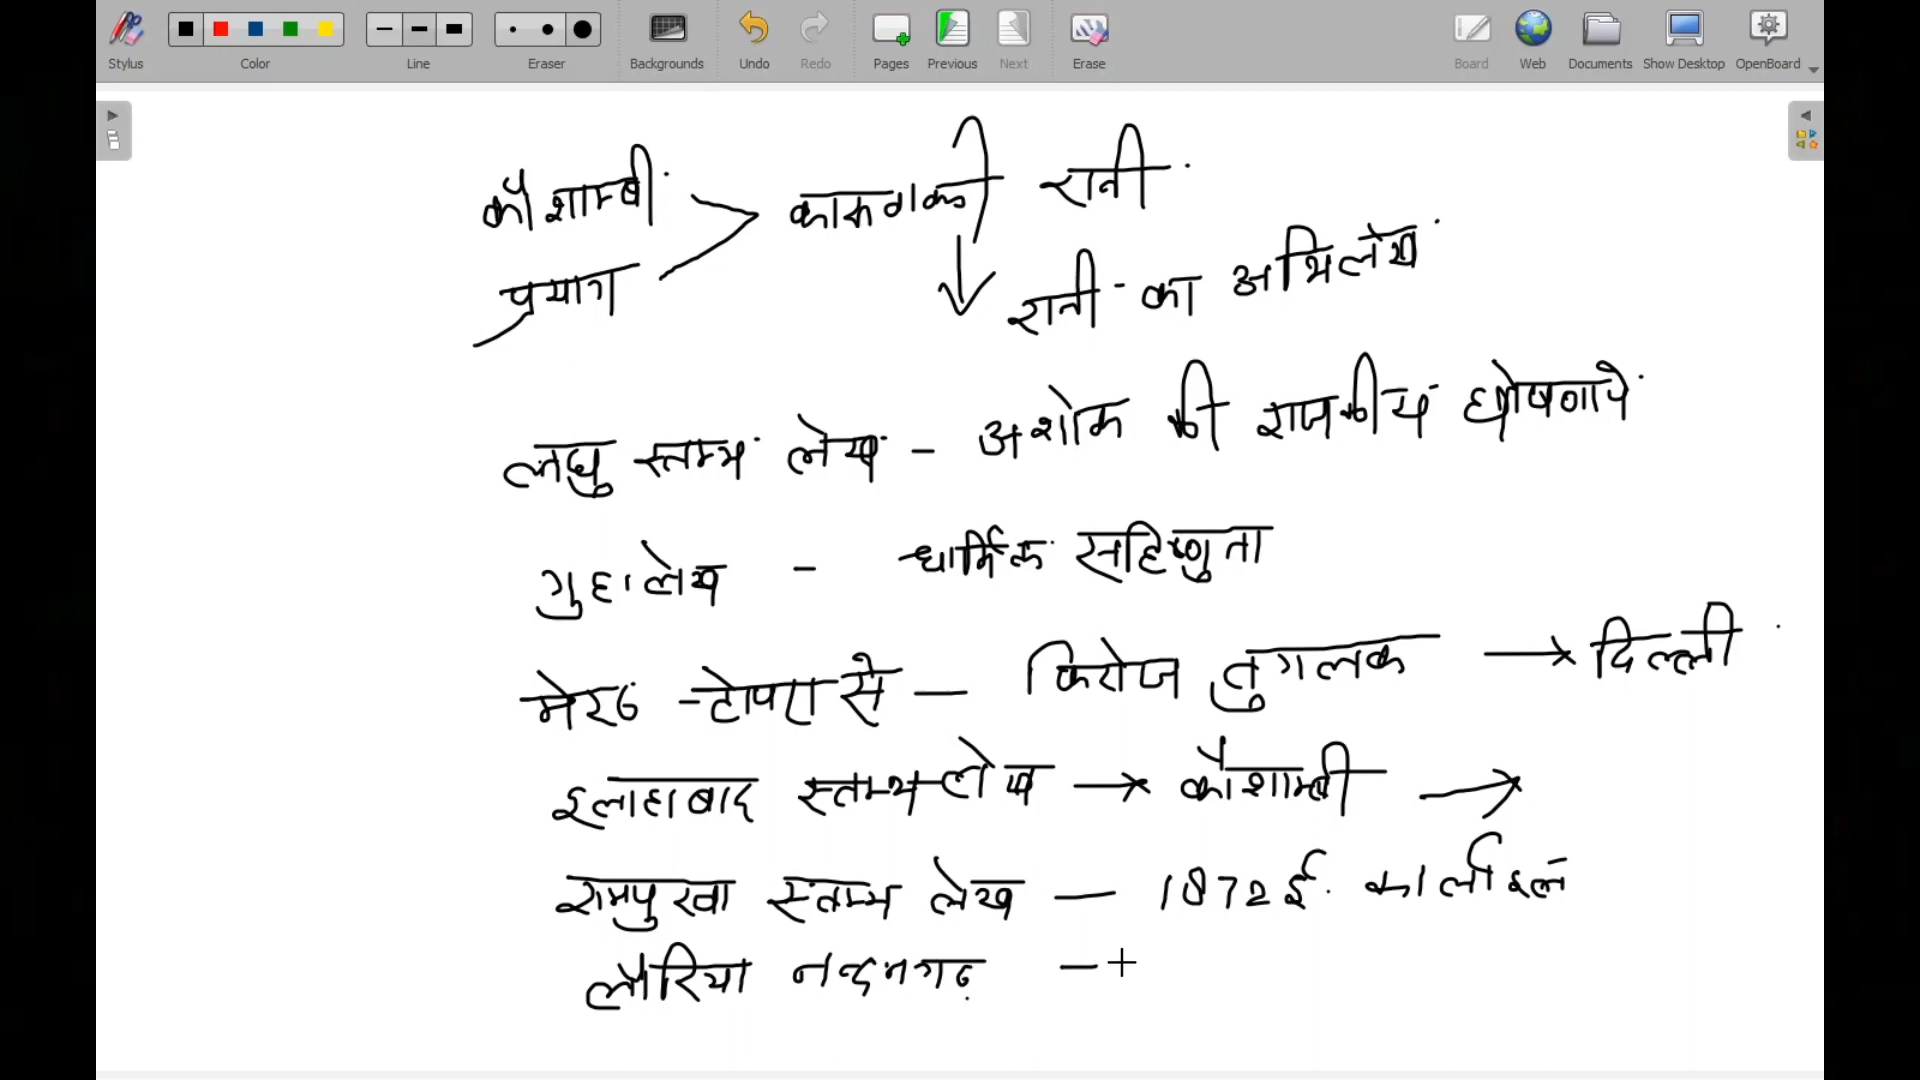 Stylus Color Line Eraser Backgrounds Undo Redo Pages Previous Next Erase Board Web Documents Show Desktop OpenBoard
कौशाम्बी
प्रयाग
कारुवाकी रानी
रानी का अभिलेख
लघु स्तम्भ लेख - अशोक की राजकीय घोषणाये
गुहालेख - धार्मिक सहिष्णुता
मेरठ - टोपरा से - फिरोज तुगलक → दिल्ली
इलाहाबाद स्तम्भ लेख → कौशाम्बी →
रामपुरवा स्तम्भ लेख - 1872 ई. कार्लाइल
लौरिया नन्दनगढ़ -